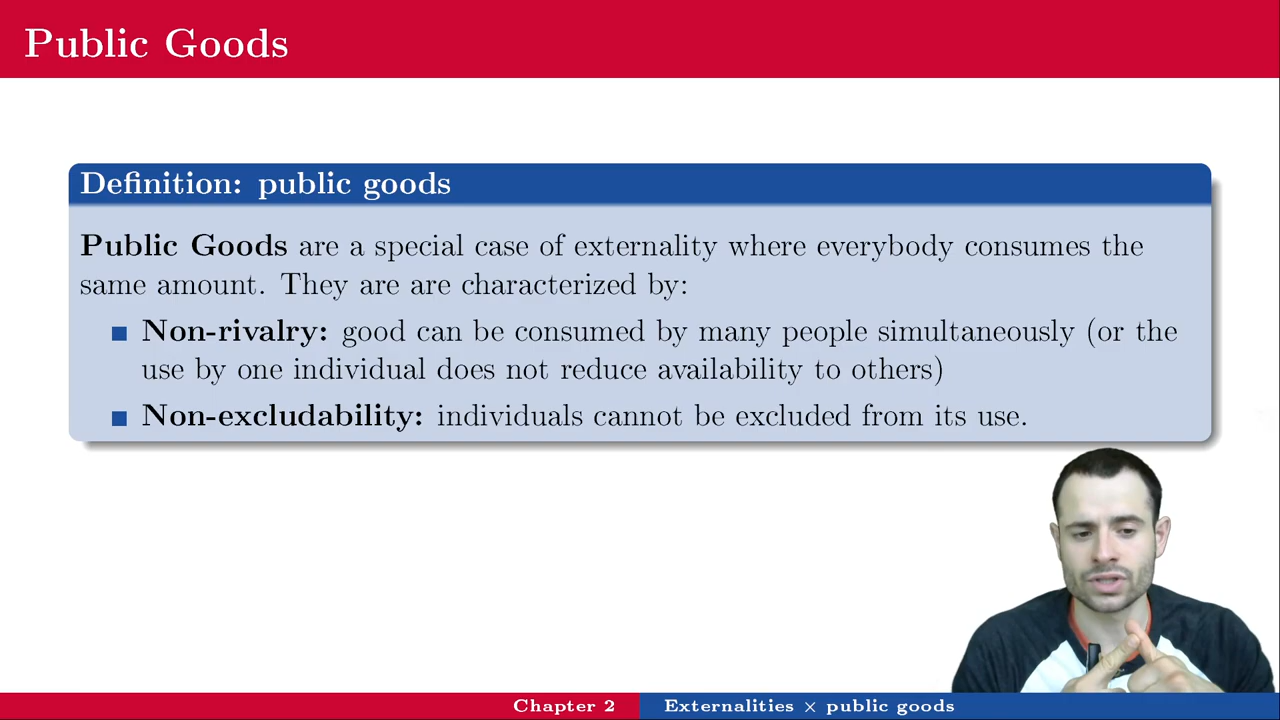 Public Goods
Definition: public goods
Public Goods are a special case of externality where everybody consumes the
same amount. They are are characterized by:
Non-rivalry: good can be consumed by many people simultaneously (or the
use by one individual does not reduce availability to others)
Non-excludability: individuals cannot be excluded from its use.
Chapter 2
Externalities × public goods